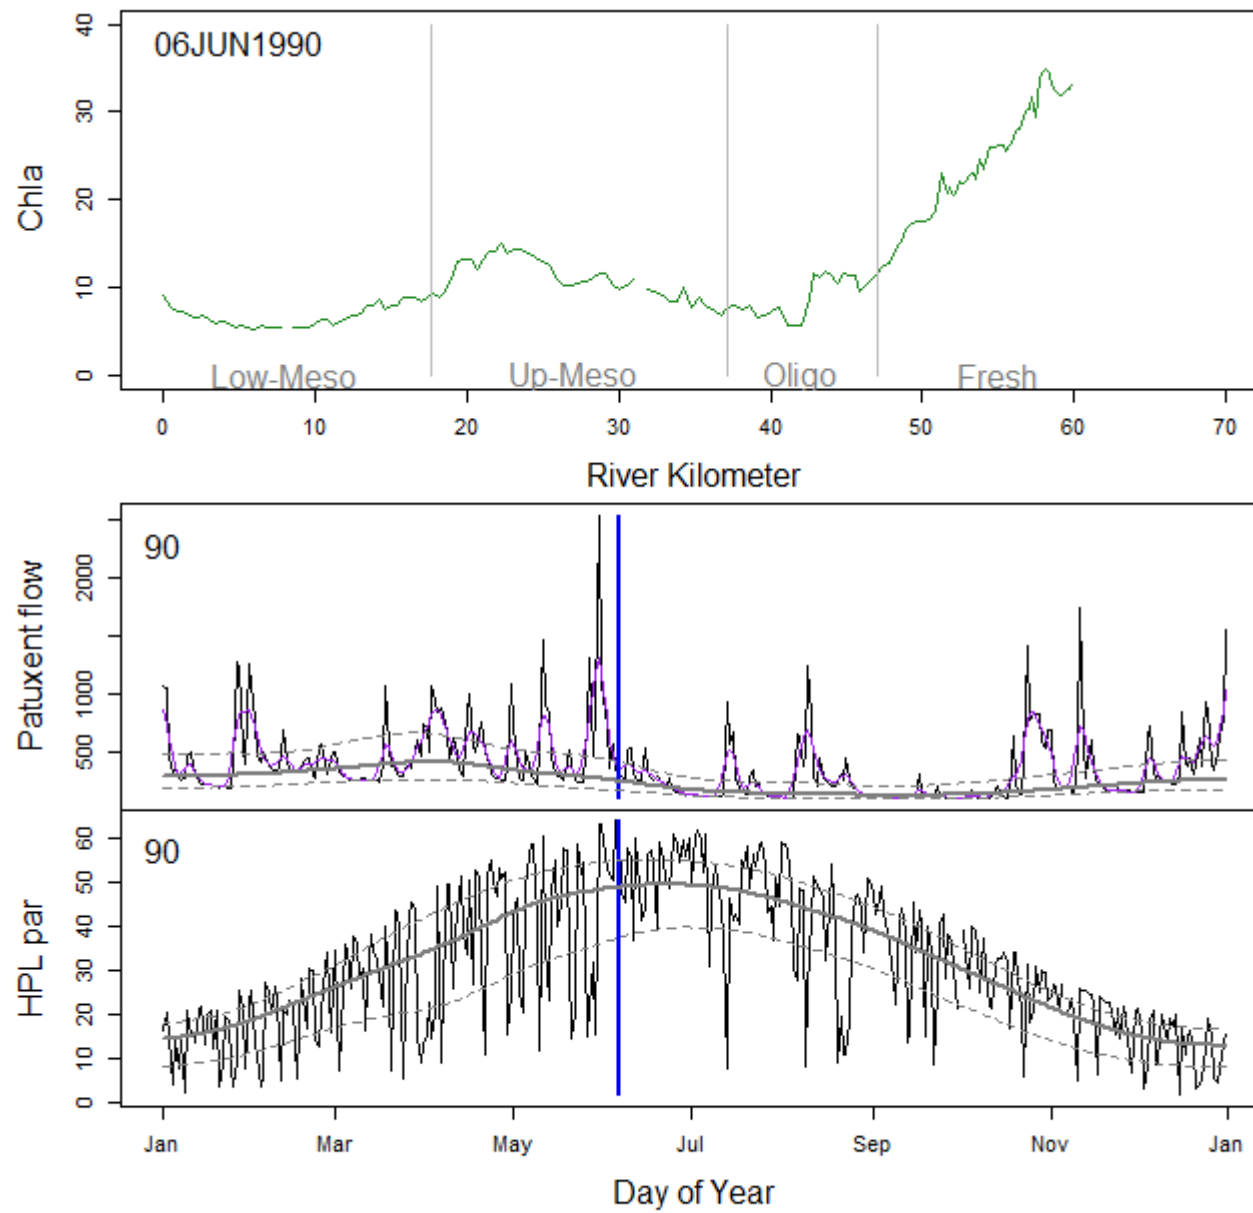 40
30
20
10
0
Chla
06JUN1990
Low-Meso Up-Meso Oligo Fresh
0 10 20 30 40 50 60 70
River Kilometer
2000
1000
500
Patuxent flow
90
60
50
40
30
20
10
0
HPL par
90
Jan Mar May Jul Sep Nov Jan
Day of Year